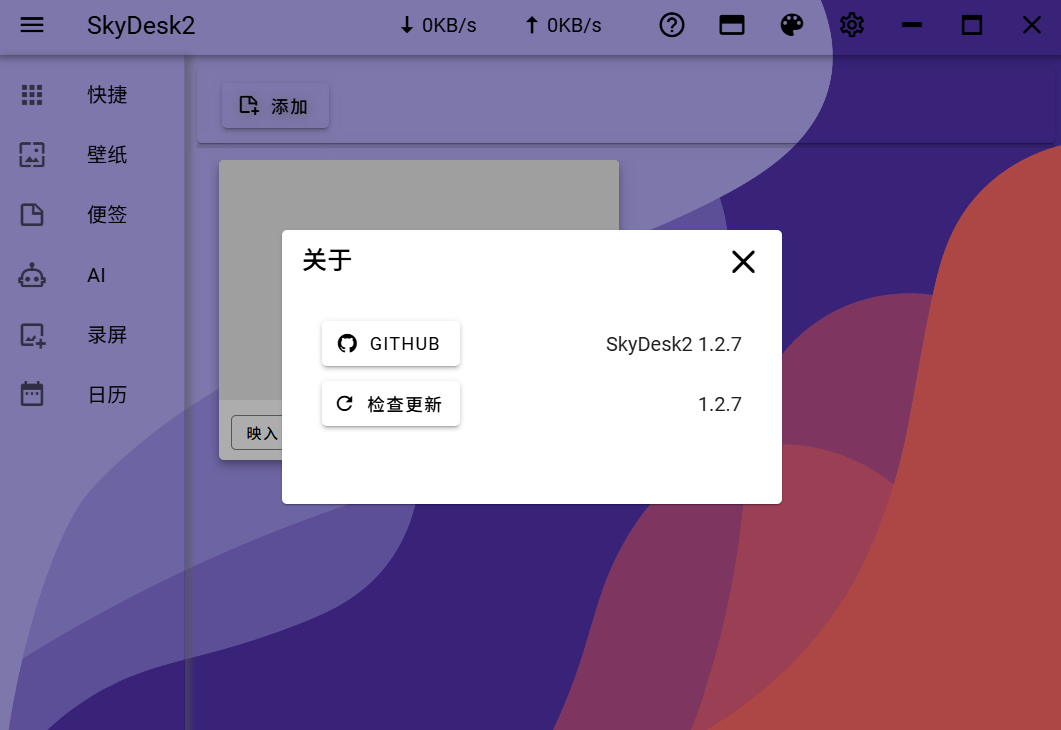 SkyDesk2
0KB/s
0KB/s
快捷
壁纸
便签
AI
录屏
日历
添加
映入
关于
GITHUB
SkyDesk2 1.2.7
检查更新
1.2.7